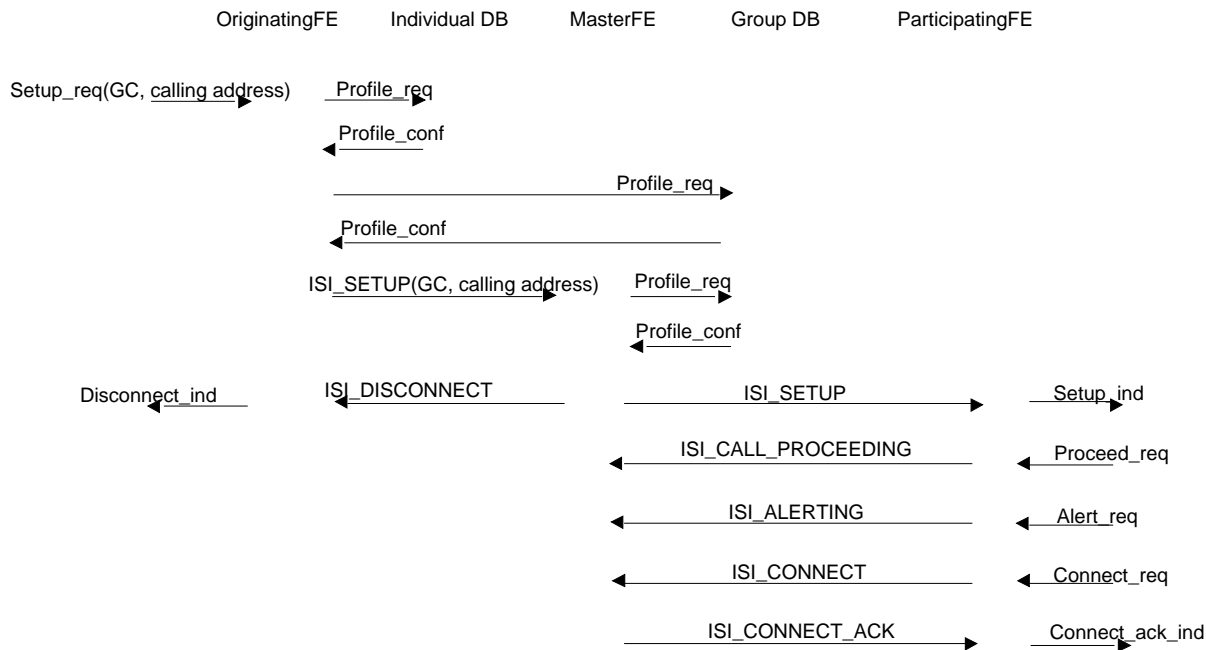 OriginatingFE Individual DB MasterFE Group DB ParticipatingFE
Setup_req(GC, calling address) Profile_req
Profile_conf
Profile_req
Profile_conf
ISI_SETUP(GC, calling address) Profile_req
Profile_conf
Disconnect_ind ISI_DISCONNECT ISI_SETUP Setup_ind
ISI_CALL_PROCEEDING Proceed_req
ISI_ALERTING Alert_req
ISI_CONNECT Connect_req
ISI_CONNECT_ACK Connect_ack_ind